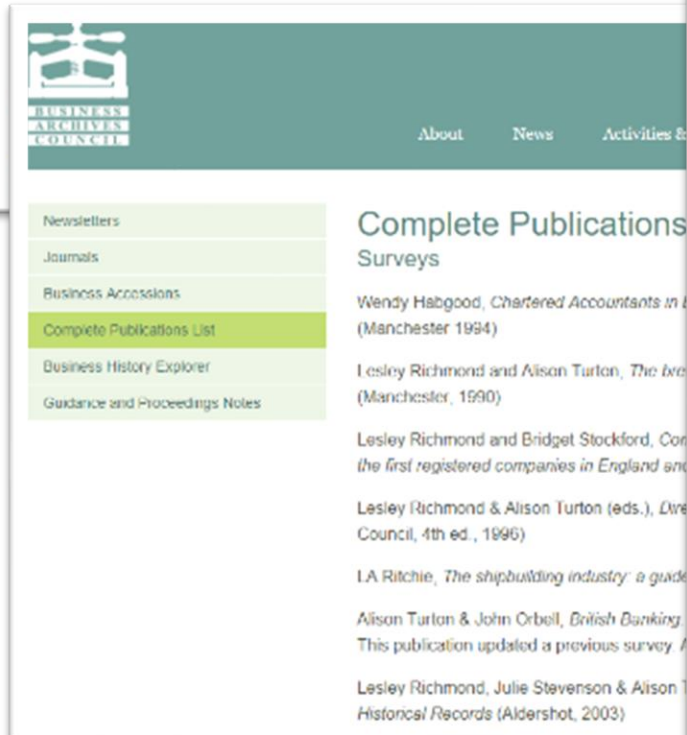 BUSINESS
ARCHIVES
COUNCIL
About News Activities &
Newsletters
Journals
Business Accessions
Complete Publications List
Business History Explorer
Guidance and Proceedings Notes
Complete Publications
Surveys
Wendy Habgood, Chartered Accountants in
(Manchester 1994)
Lesley Richmond and Alison Turton, The
(Manchester, 1990)
Lesley Richmond and Bridget Stockford,
the first registered companies in England and
Lesley Richmond & Alison Turton (eds.),
Council, 4th ed., 1996)
LA Ritchie, The shipbuilding industry: a guide
Alison Turton & John Orbell, British Banking.
This publication updated a previous survey.
Lesley Richmond, Julie Stevenson & Alison
Historical Records (Aldershot, 2003)